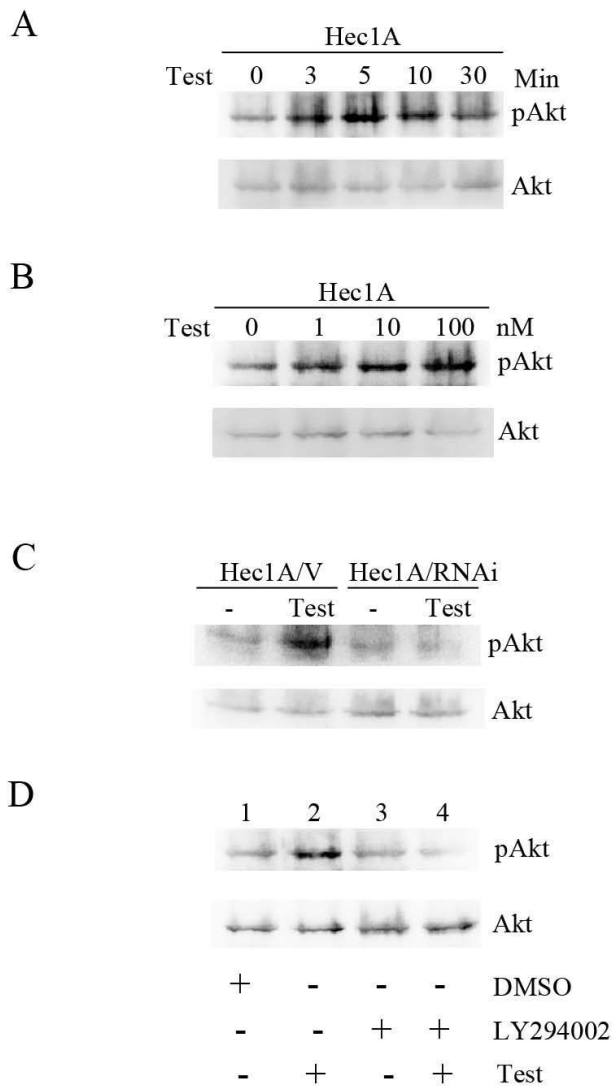 A
Hec1A
Test 0 3 5 10 30 Min
pAkt
Akt
B
Hec1A
Test 0 1 10 100 nM
pAkt
Akt
C
Hec1A/V Hec1A/RNAi
- Test - Test
pAkt
Akt
D
1 2 3 4
pAkt
Akt
+ - - - DMSO
- - + + LY294002
- + - + Test